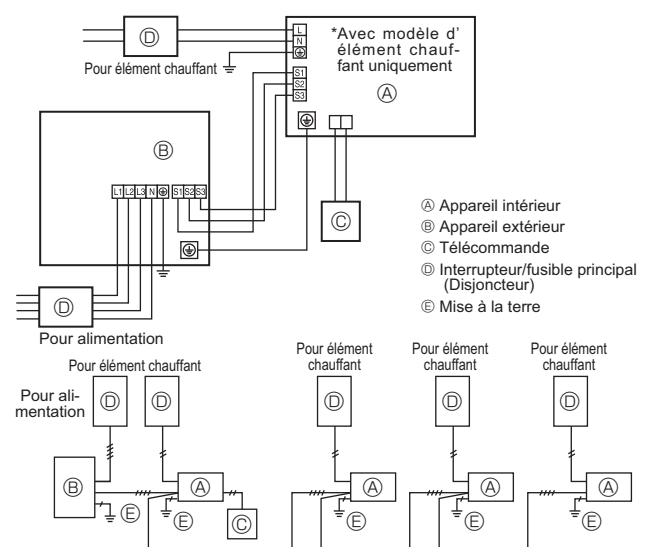 L
N
*Avec modèle d'
élément chauf-
fant uniquement
Ⓐ
Ⓓ
Pour élément chauffant
S1
S2
S3
Ⓑ
L1 L2 L3 N S1 S2 S3
Ⓒ
Ⓓ
Pour alimentation
Ⓐ Appareil intérieur
Ⓑ Appareil extérieur
Ⓒ Télécommande
Ⓓ Interrupteur/fusible principal
(Disjoncteur)
Ⓔ Mise à la terre
Pour élément chauffant
Pour ali-
mentation
Ⓓ Ⓓ
Ⓑ Ⓔ Ⓐ
Ⓔ Ⓒ
Pour élément
chauffant
Ⓓ
Ⓐ
Ⓔ
Pour élément
chauffant
Ⓓ
Ⓐ
Ⓔ
Pour élément
chauffant
Ⓓ
Ⓐ
Ⓔ